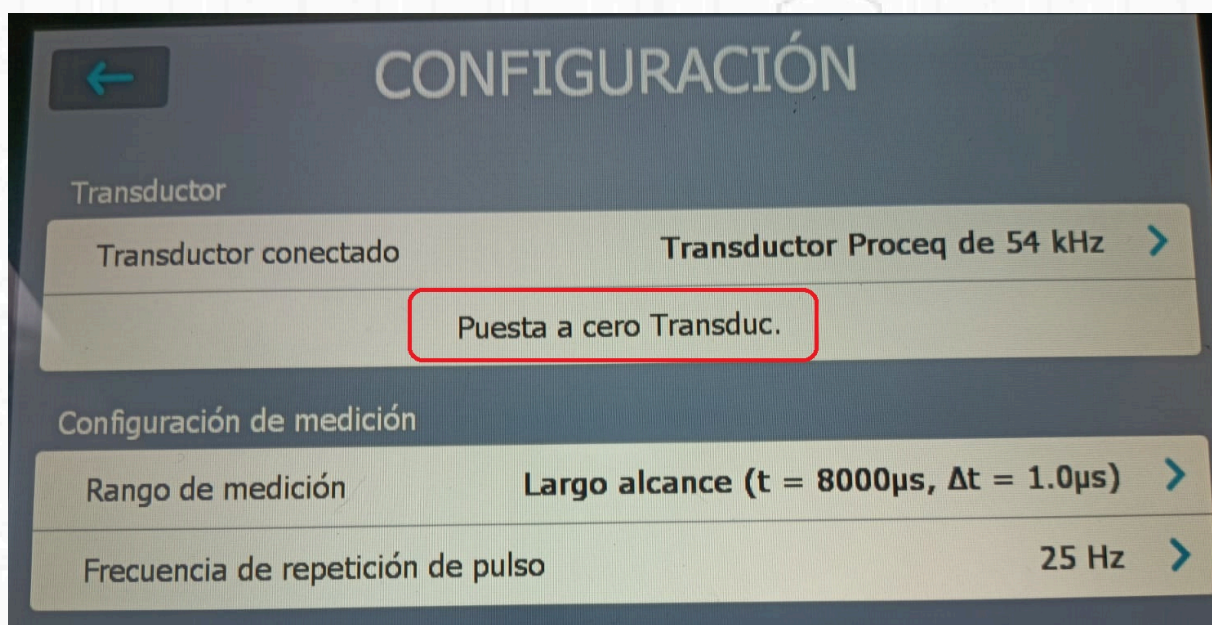 CONFIGURACIÓN
Transductor
Transductor conectado Transductor Proceq de 54 kHz
Puesta a cero Transduc.
Configuración de medición
Rango de medición Largo alcance (t = 8000µs, Δt = 1.0µs)
Frecuencia de repetición de pulso 25 Hz